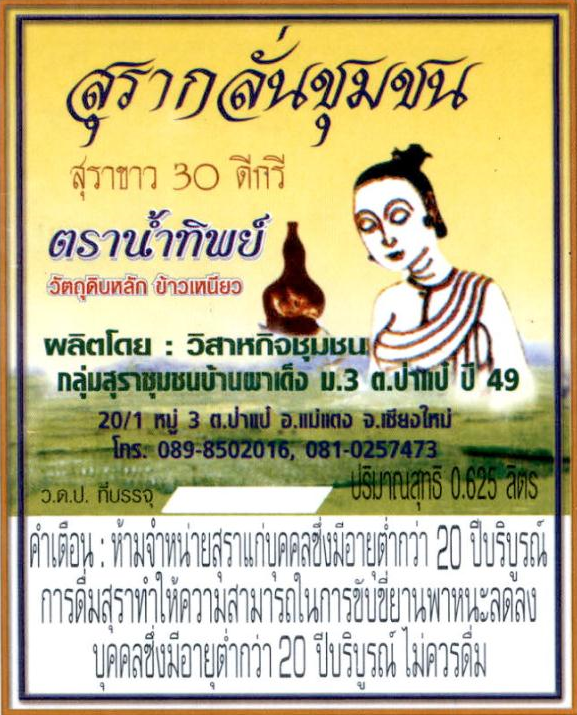 สุรากลั่นชุมชน
สุราขาว 30 ดีกรี
ตราน้ำทิพย์
วัตถุดิบหลัก ข้าวเหนียว
ผลิตโดย : วิสาหกิจชุมชน
กลุ่มสุราชุมชนบ้านผาเด็ง ม.3 ต.ป่าแป๋ ปี 49
20/1 หมู่ 3 ต.ป่าแป๋ อ.แม่แตง จ.เชียงใหม่
โทร. 089-8502016, 081-0257473
ปริมาณสุทธิ 0.625 ลิตร
ว.ด.ป. ที่บรรจุ
คำเตือน : ห้ามจำหน่ายสุราแก่บุคคลซึ่งมีอายุต่ำกว่า 20 ปีบริบูรณ์
การดื่มสุราทำให้ความสามารถในการขับขี่ยานพาหนะลดลง
บุคคลซึ่งมีอายุต่ำกว่า 20 ปีบริบูรณ์ ไม่ควรดื่ม